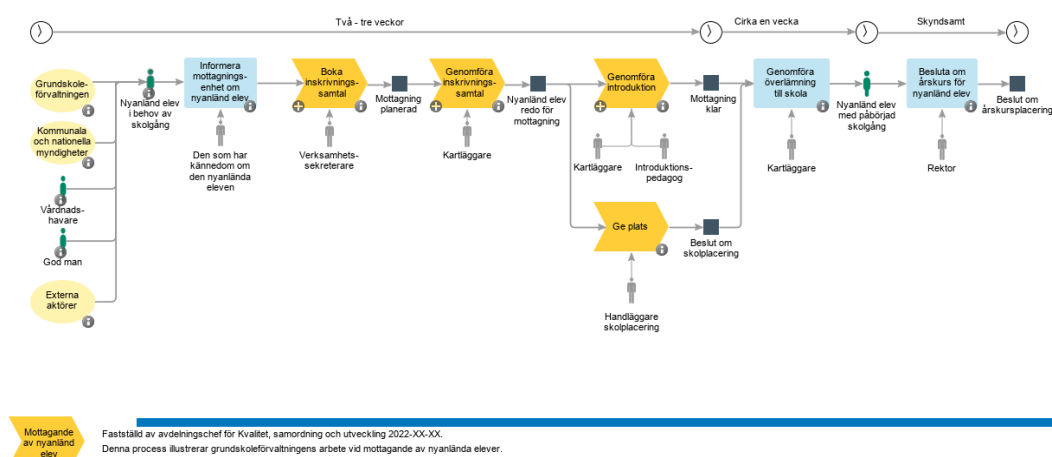 Två - tre veckor
Cirka en vecka
Skyndsamt
Grundskole-
förvaltningen
Kommunala
och nationella
myndigheter
Vårdnads-
havare
God man
Externa
aktörer
Nyanländ elev
i behov av
skolgång
Informera
mottagnings-
enhet om
nyanländ elev
Den som har
kännedom om
den nyanlända
eleven
Boka
inskrivnings-
samtal
Verksamhets-
sekreterare
Mottagning
planerad
Genomföra
inskrivnings-
samtal
Kartläggare
Nyanländ elev
redo för
mottagning
Genomföra
introduktion
Kartläggare
Introduktions-
pedagog
Mottagning
klar
Ge plats
Handläggare
skolplacering
Beslut om
skolplacering
Genomföra
överlämning
till skola
Kartläggare
Nyanländ elev
med påbörjad
skolgång
Besluta om
årskurs för
nyanländ elev
Rektor
Beslut om
årskursplacering
Mottagande
av nyanländ
elev
Fastställd av avdelningschef för Kvalitet, samordning och utveckling 2022-XX-XX.
Denna process illustrerar grundskoleförvaltningens arbete vid mottagande av nyanlända elever.